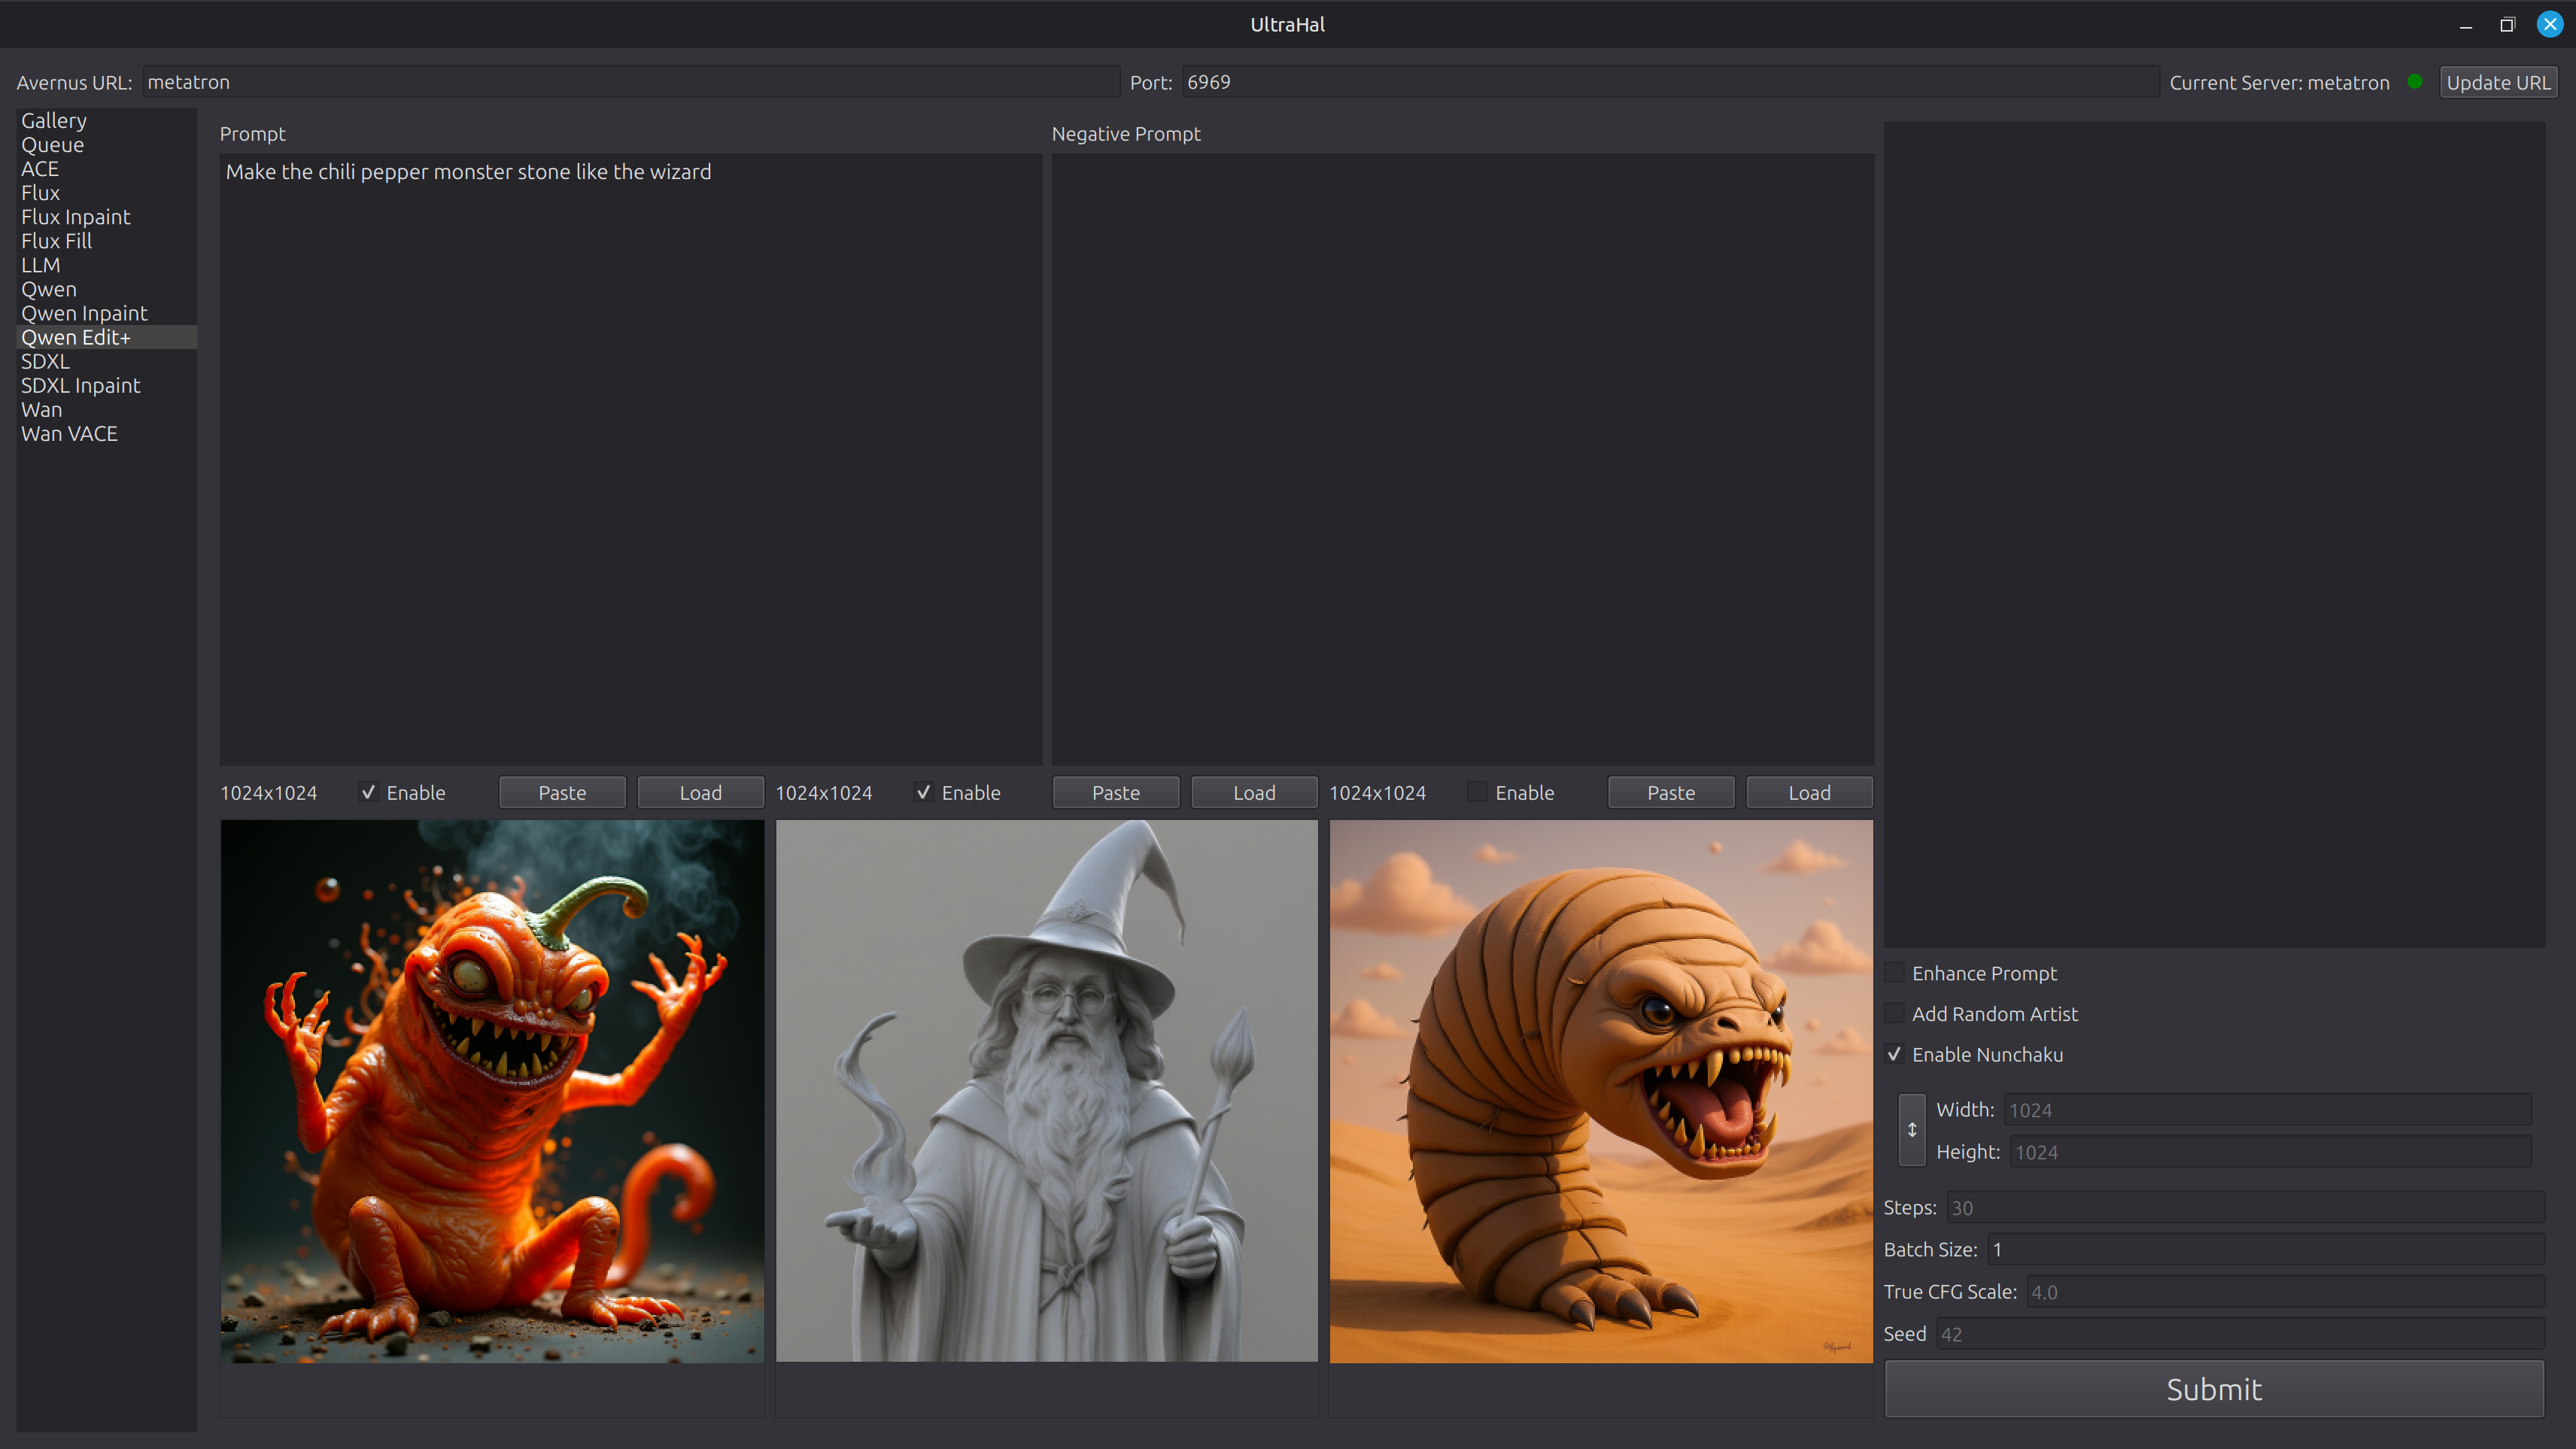 UltraHal
Avernus URL: metatron Port: 6969 Current Server: metatron Update URL
Gallery
Queue
ACE
Flux
Flux Inpaint
Flux Fill
LLM
Qwen
Qwen Inpaint
Qwen Edit+
SDXL
SDXL Inpaint
Wan
Wan VACE
Prompt
Make the chili pepper monster stone like the wizard
Negative Prompt
1024x1024 Enable Paste Load
1024x1024 Enable Paste Load
1024x1024 Enable Paste Load
Enhance Prompt
Add Random Artist
Enable Nunchaku
Width: 1024
Height: 1024
Steps: 30
Batch Size: 1
True CFG Scale: 4.0
Seed 42
Submit